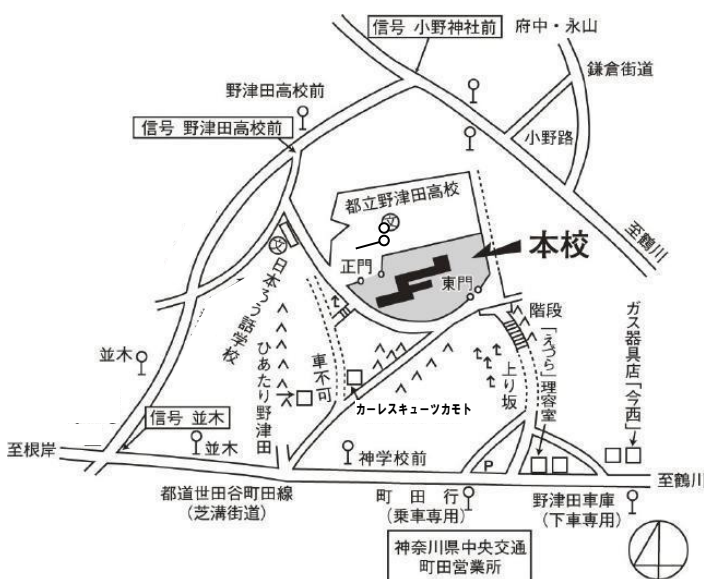 信号 小野神社前
府中・永山
鎌倉街道
野津田高校前
信号 野津田高校前
小野路
都立野津田高校
文
至鶴川
本校
正門
東門
文
日本ろう話学校
階段
ガス器具店「今西」
「えづら」理容室
並木
ひあたり野津田
車不可
上り坂
カーレスキューツカモト
信号 並木
至根岸
並木
神学校前
P
至鶴川
都道世田谷町田線
(芝溝街道)
町田行
(乗車専用)
野津田車庫
(下車専用)
神奈川県中央交通
町田営業所